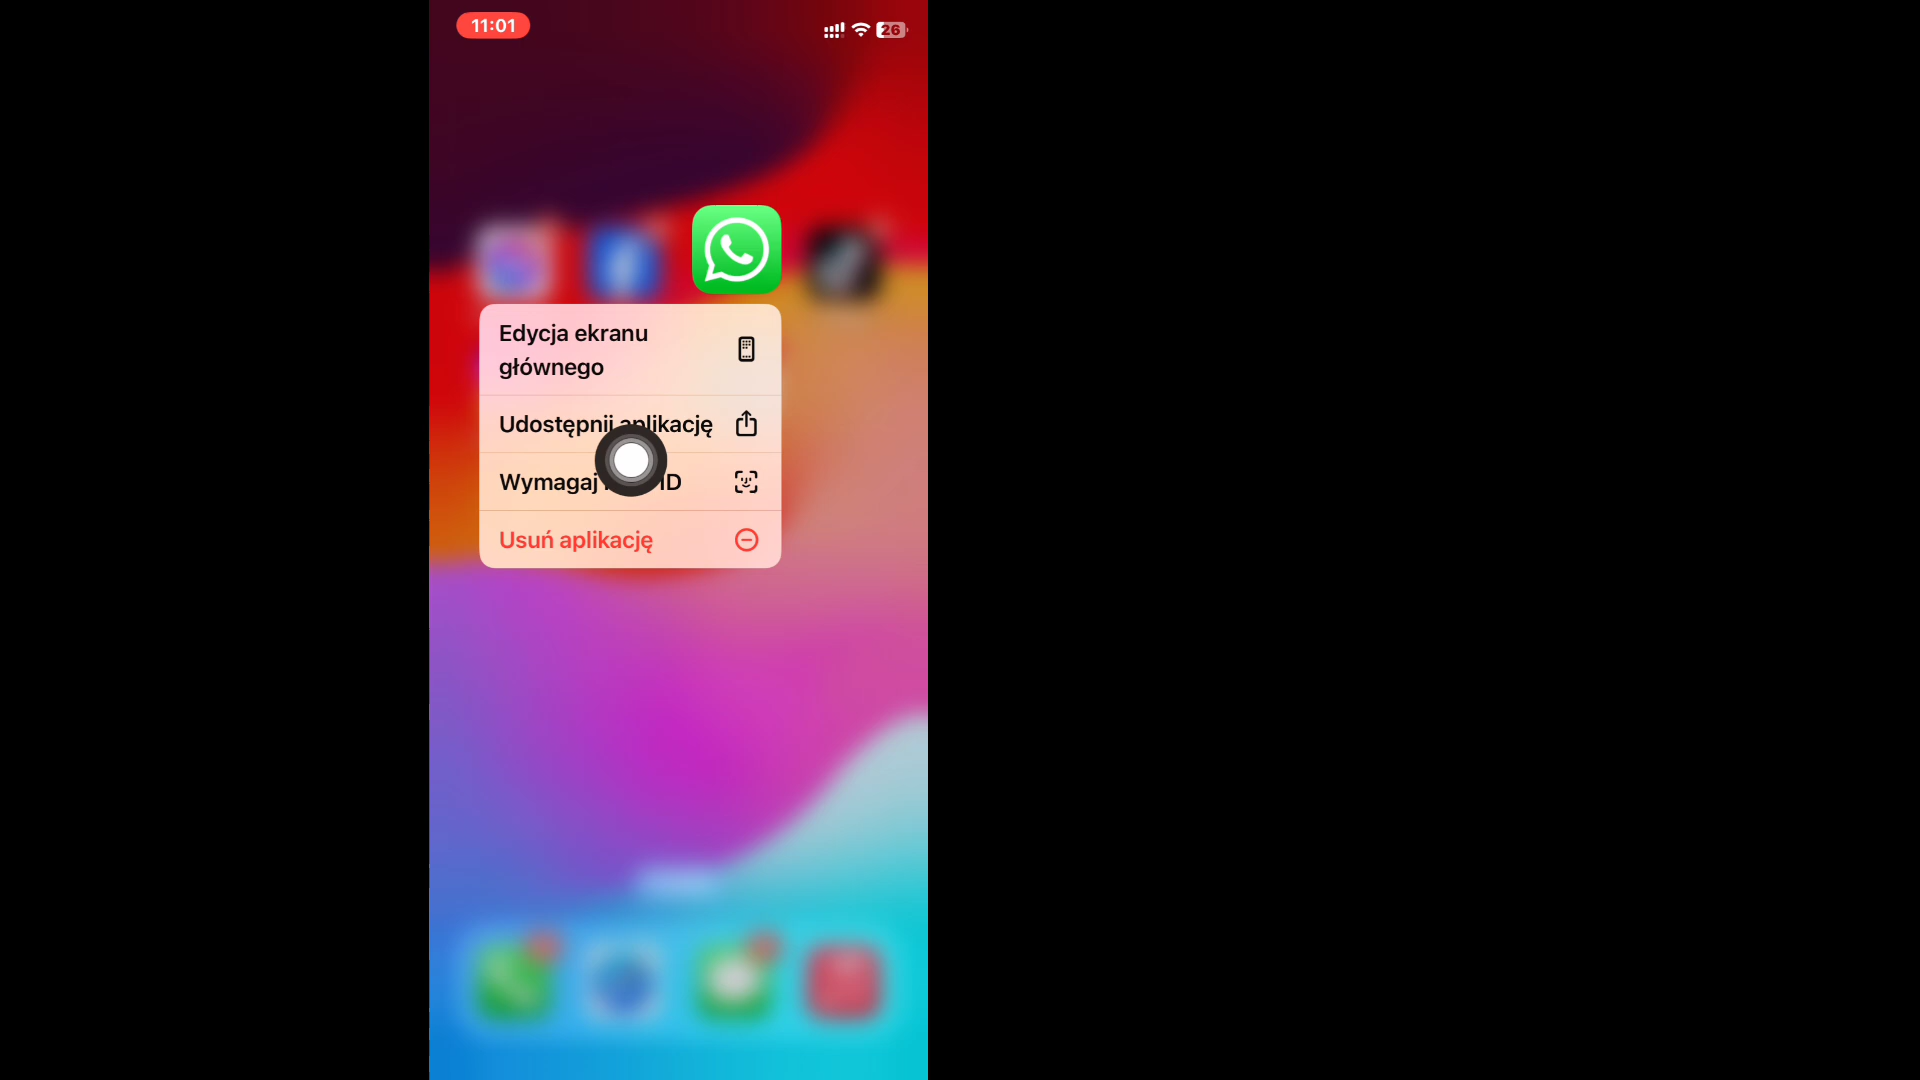 11:01
26
Edycja ekranu
głównego
Udostępnij aplikację
Wymagaj ID
Usuń aplikację